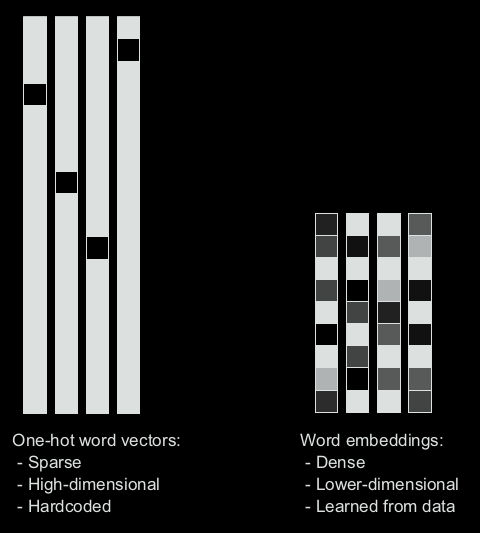 One-hot word vectors:
- Sparse
- High-dimensional
- Hardcoded
Word embeddings:
- Dense
- Lower-dimensional
- Learned from data